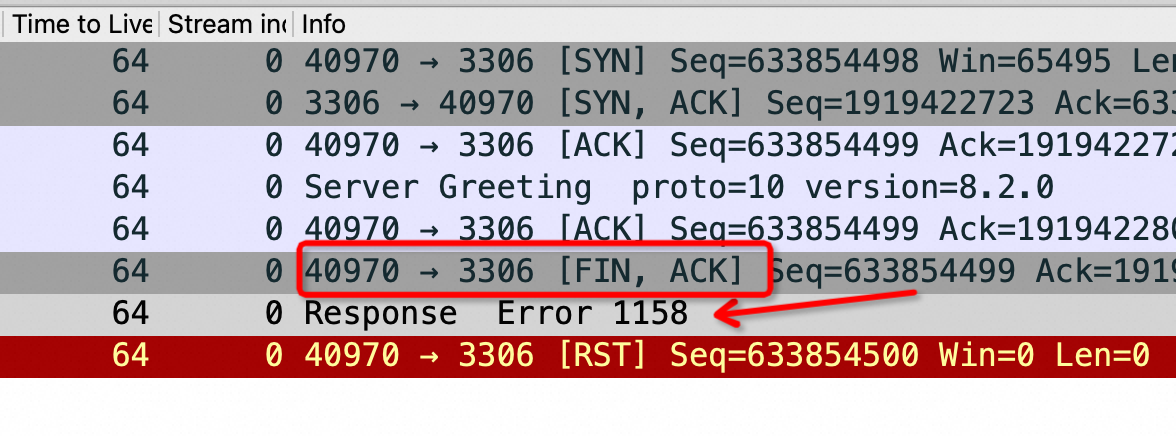 Time to Live Stream ind Info
64 0 40970 → 3306 [SYN] Seq=633854498 Win=65495 Len
64 0 3306 → 40970 [SYN, ACK] Seq=1919422723 Ack=633
64 0 40970 → 3306 [ACK] Seq=633854499 Ack=191942272
64 0 Server Greeting  proto=10 version=8.2.0
64 0 40970 → 3306 [ACK] Seq=633854499 Ack=191942280
64 0 40970 → 3306 [FIN, ACK] Seq=633854499 Ack=1919
64 0 Response  Error 1158
64 0 40970 → 3306 [RST] Seq=633854500 Win=0 Len=0